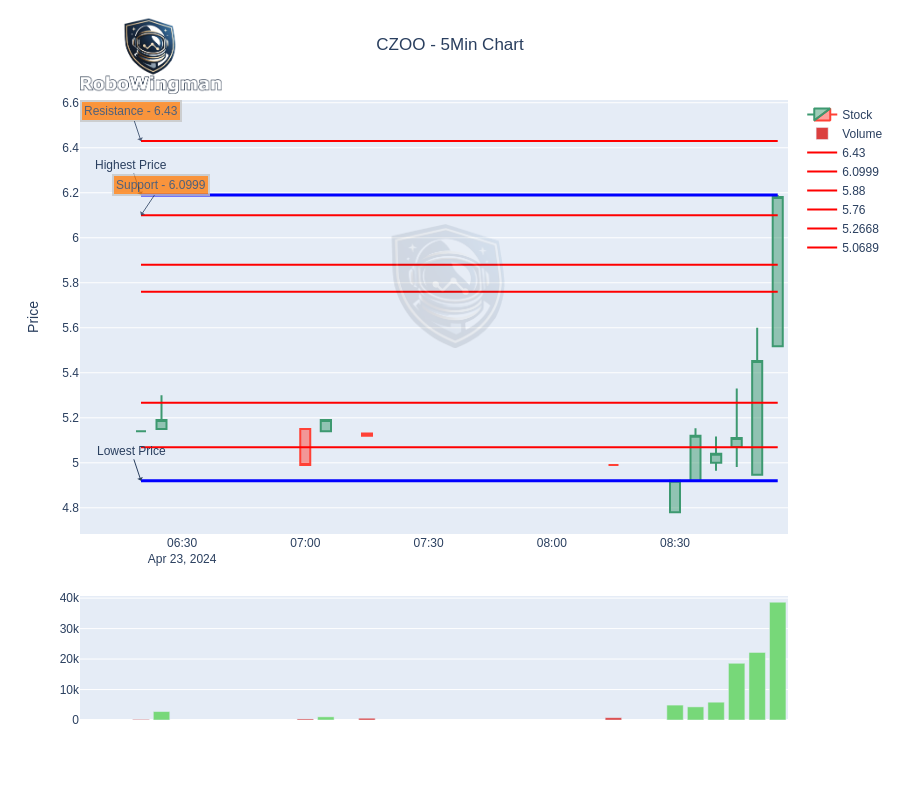 CZOO - 5Min Chart
RoboWingman
Resistance - 6.43
Highest Price
Support - 6.0999
Lowest Price
Price
6.6
6.4
6.2
6
5.8
5.6
5.4
5.2
5
4.8
06:30
07:00
07:30
08:00
08:30
Apr 23, 2024
Stock
Volume
6.43
6.0999
5.88
5.76
5.2668
5.0689
40k
30k
20k
10k
0